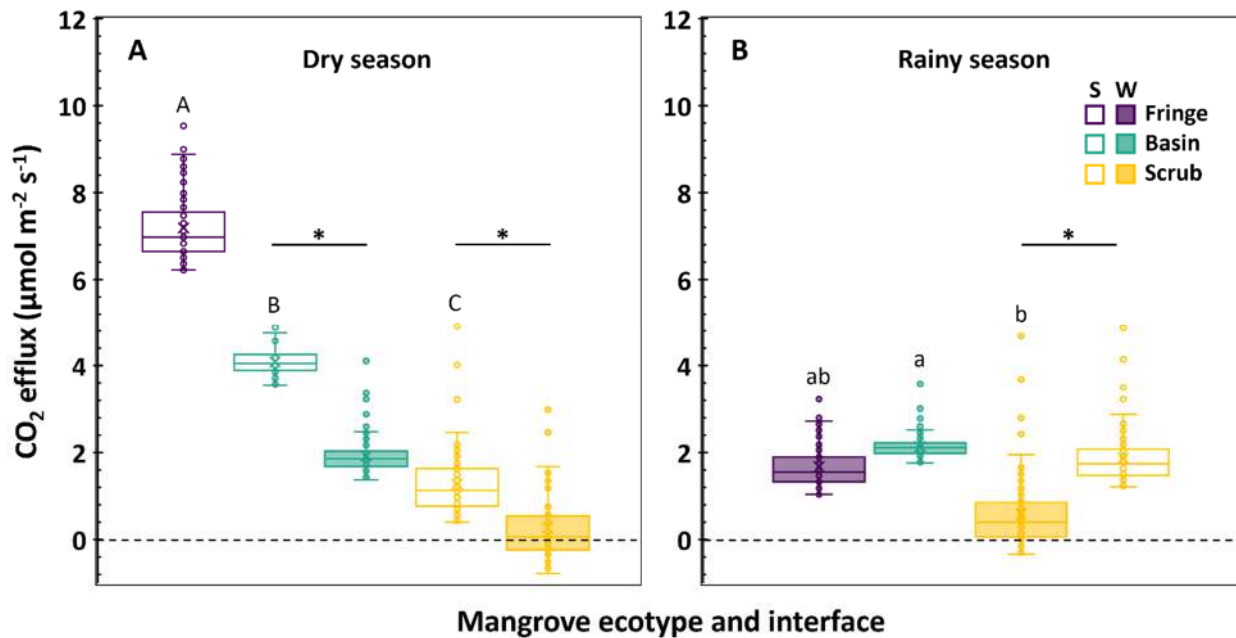 CO₂ efflux (µmol m⁻² s⁻¹)
12
10
8
6
4
2
0
A
Dry season
A
B
*
C
*
12
10
8
6
4
2
0
B
Rainy season
S W
Fringe
Basin
Scrub
ab
a
b
*
Mangrove ecotype and interface